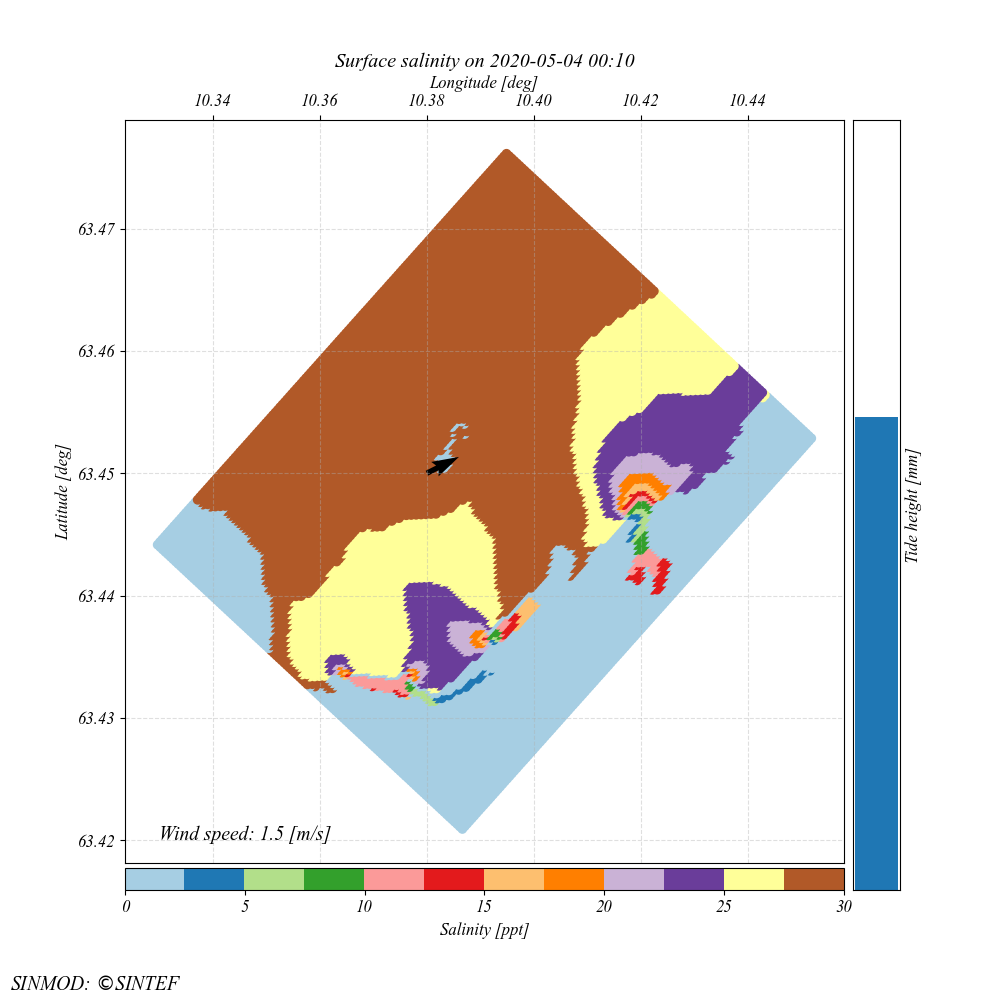 Surface salinity on 2020-05-04 00:10
Longitude [deg]
10.34 10.36 10.38 10.40 10.42 10.44
63.47
63.46
63.45
63.44
63.43
63.42
Latitude [deg]
Tide height [mm]
Wind speed: 1.5 [m/s]
0 5 10 15 20 25 30
Salinity [ppt]
SINMOD: ©SINTEF